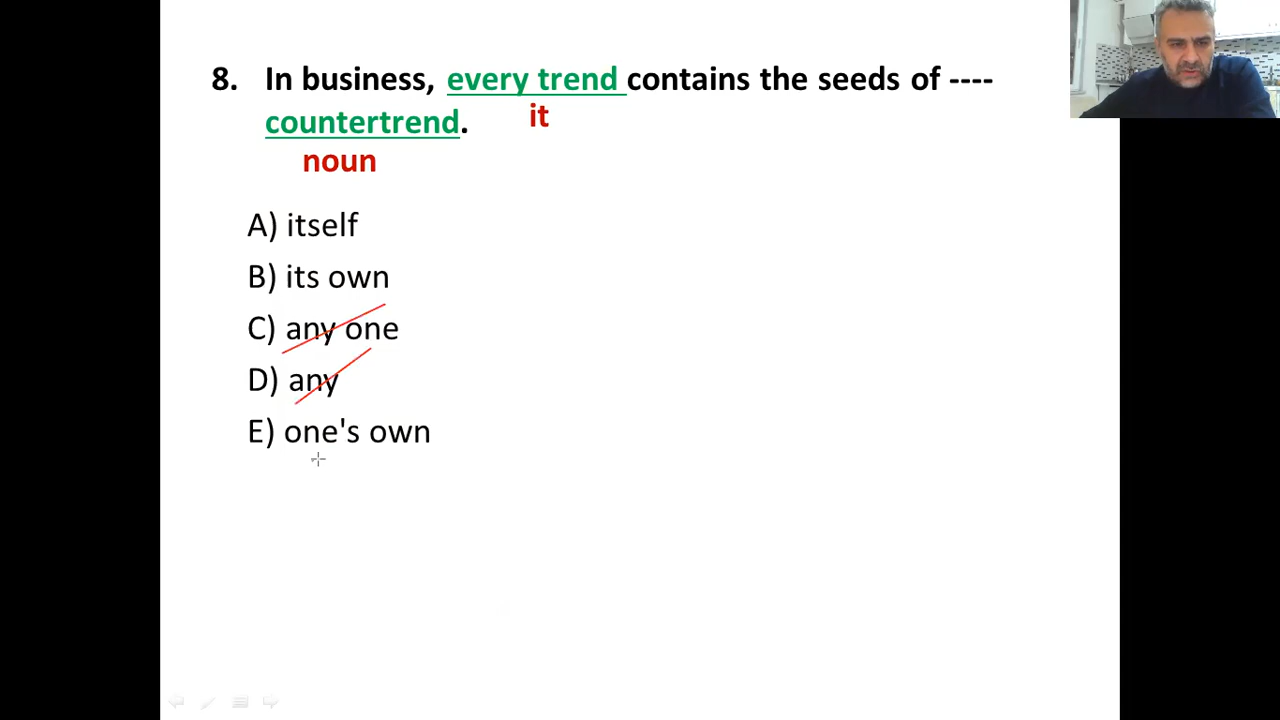 8. In business, every trend contains the seeds of ----
countertrend. it
noun
A) itself
B) its own
C) any one
D) any
E) one's own